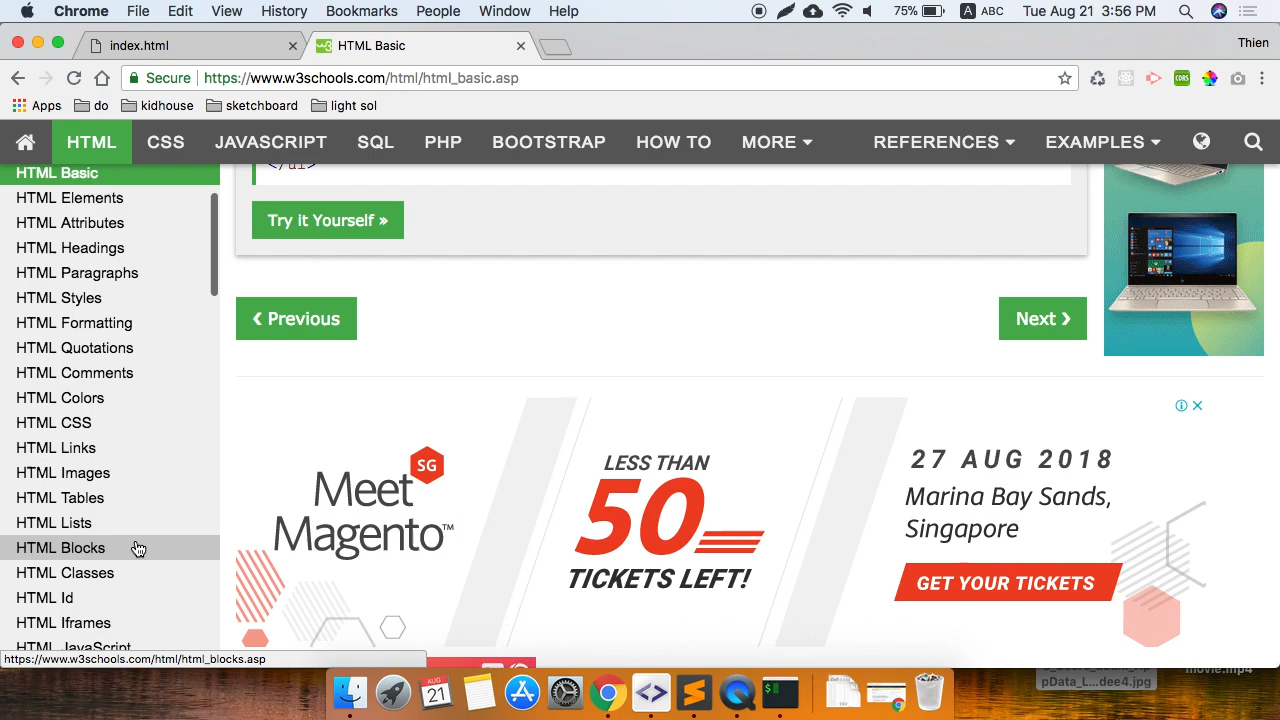 Chrome File Edit View History Bookmarks People Window Help 75% A ABC Tue Aug 21 3:56 PM
index.html HTML Basic Thien
Secure https://www.w3schools.com/html/html_basic.asp
Apps do kidhouse sketchboard light sol
HTML CSS JAVASCRIPT SQL PHP BOOTSTRAP HOW TO MORE REFERENCES EXAMPLES
HTML Basic
HTML Elements
HTML Attributes
HTML Headings
HTML Paragraphs
HTML Styles
HTML Formatting
HTML Quotations
HTML Comments
HTML Colors
HTML CSS
HTML Links
HTML Images
HTML Tables
HTML Lists
HTML Blocks
HTML Classes
HTML Id
HTML Iframes
HTML JavaScript
https://www.w3schools.com/html/html_blocks.asp
</ul>
Try it Yourself »
❮ Previous
Next ❯
Meet SG
Magento™
LESS THAN
50
TICKETS LEFT!
27 AUG 2018
Marina Bay Sands,
Singapore
GET YOUR TICKETS
AUG
21
pData_L...dee4.jpg
movie.mp4